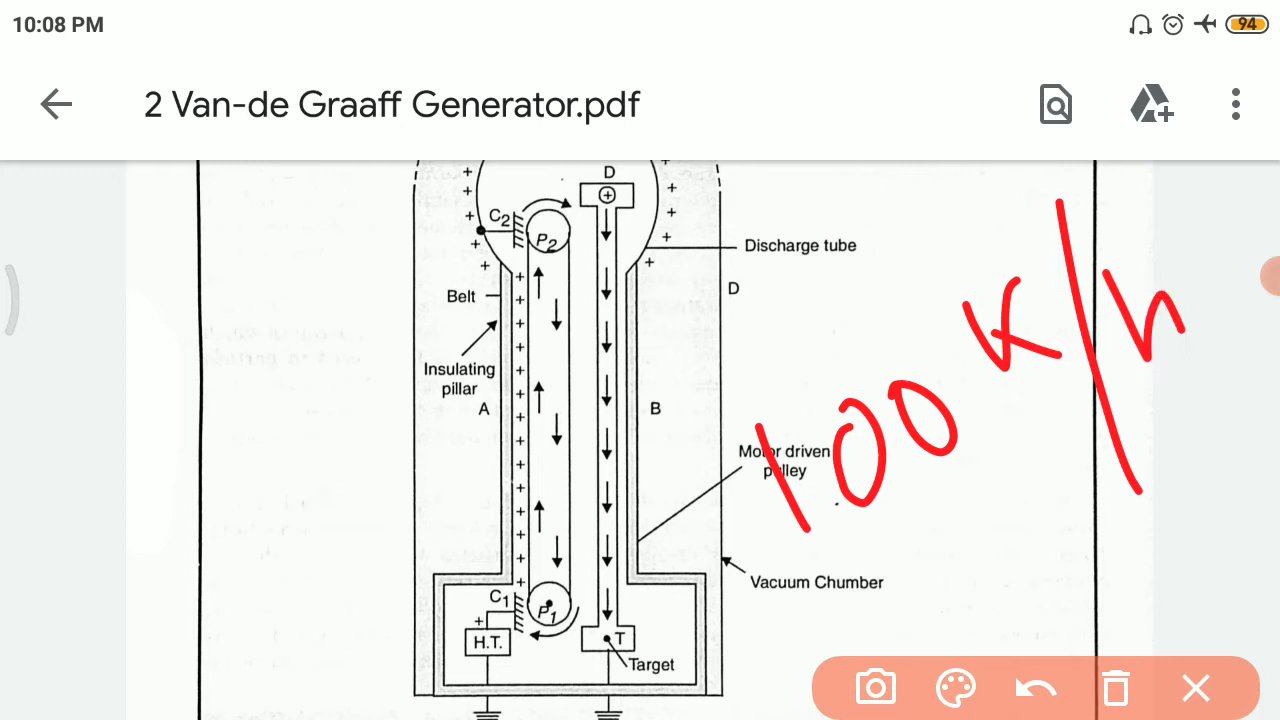 10:08 PM
94
2 Van-de Graaff Generator.pdf
D
C2
P2
Discharge tube
Belt
D
Insulating
pillar
A
B
Motor driven
pulley
100 K/h
Vacuum Chamber
C1
P1
H.T.
T
Target